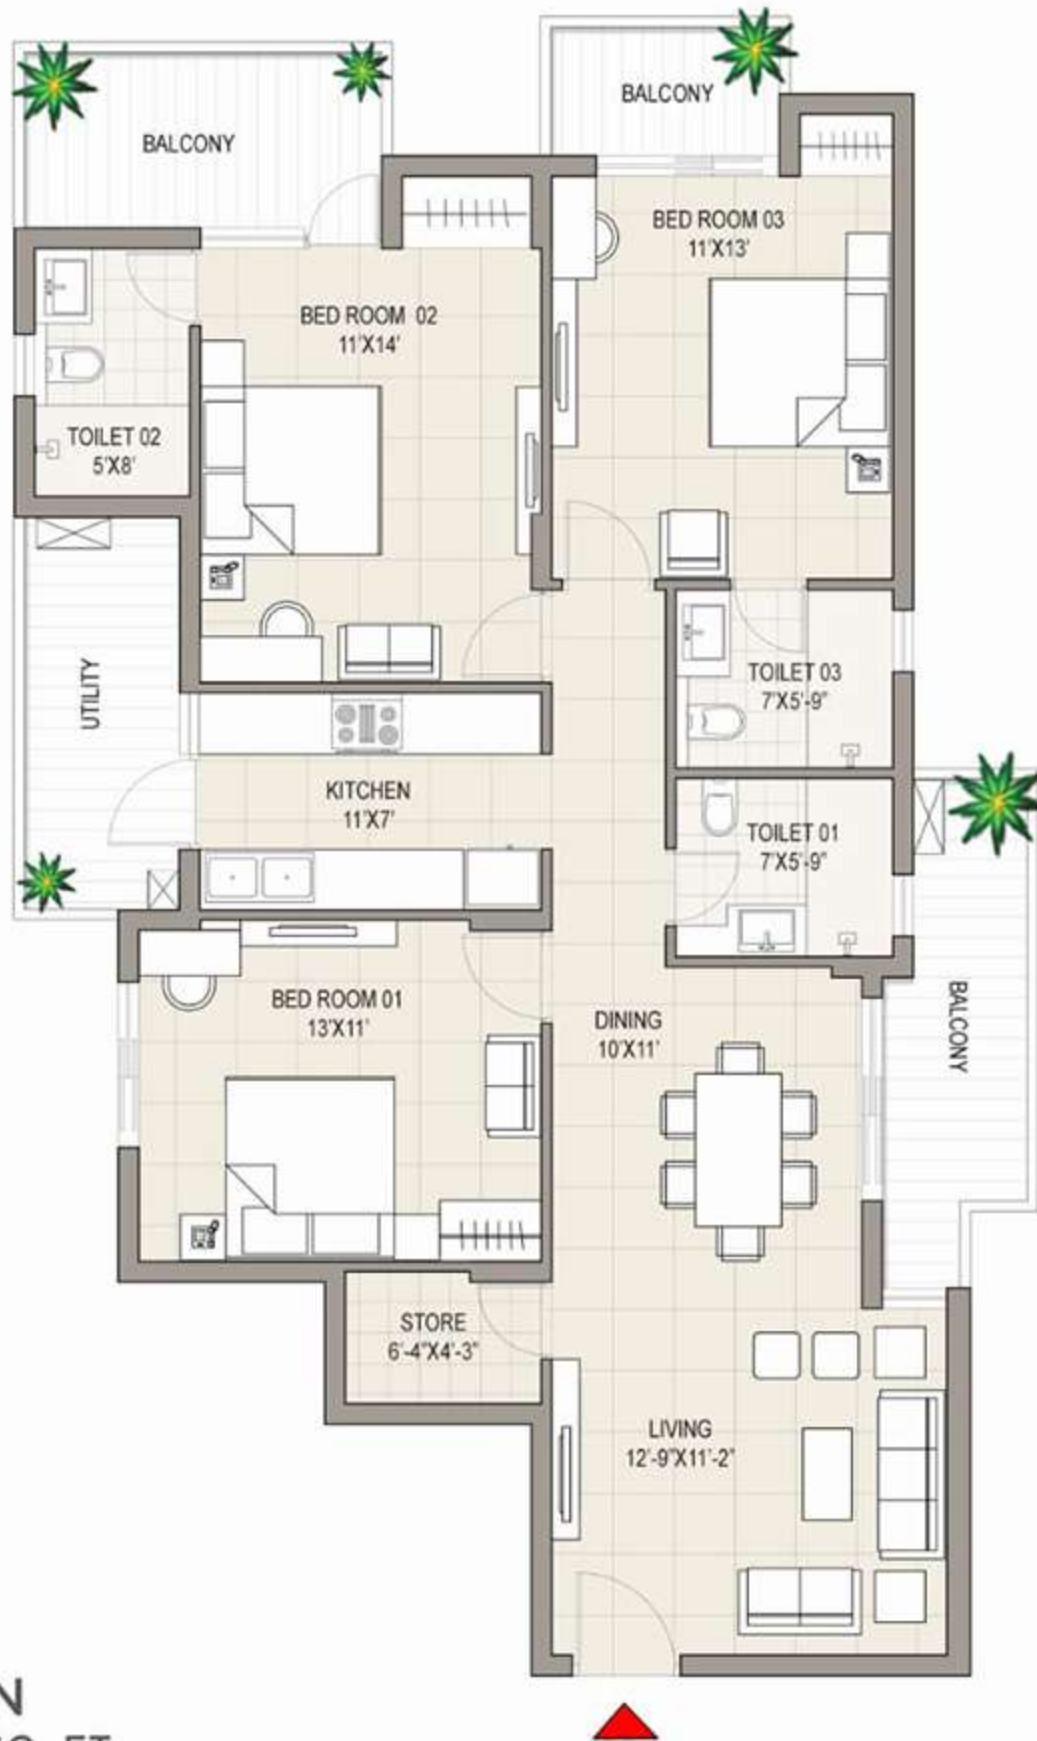 BALCONY
BALCONY
BED ROOM 03
11'X13'
BED ROOM  02
11'X14'
TOILET 02
5'X8'
UTILITY
TOILET 03
7'X5'-9"
KITCHEN
11'X7'
TOILET 01
7'X5'-9"
BED ROOM 01
13'X11'
DINING
10'X11'
BALCONY
STORE
6'-4"X4'-3"
LIVING
12'-9"X11'-2"